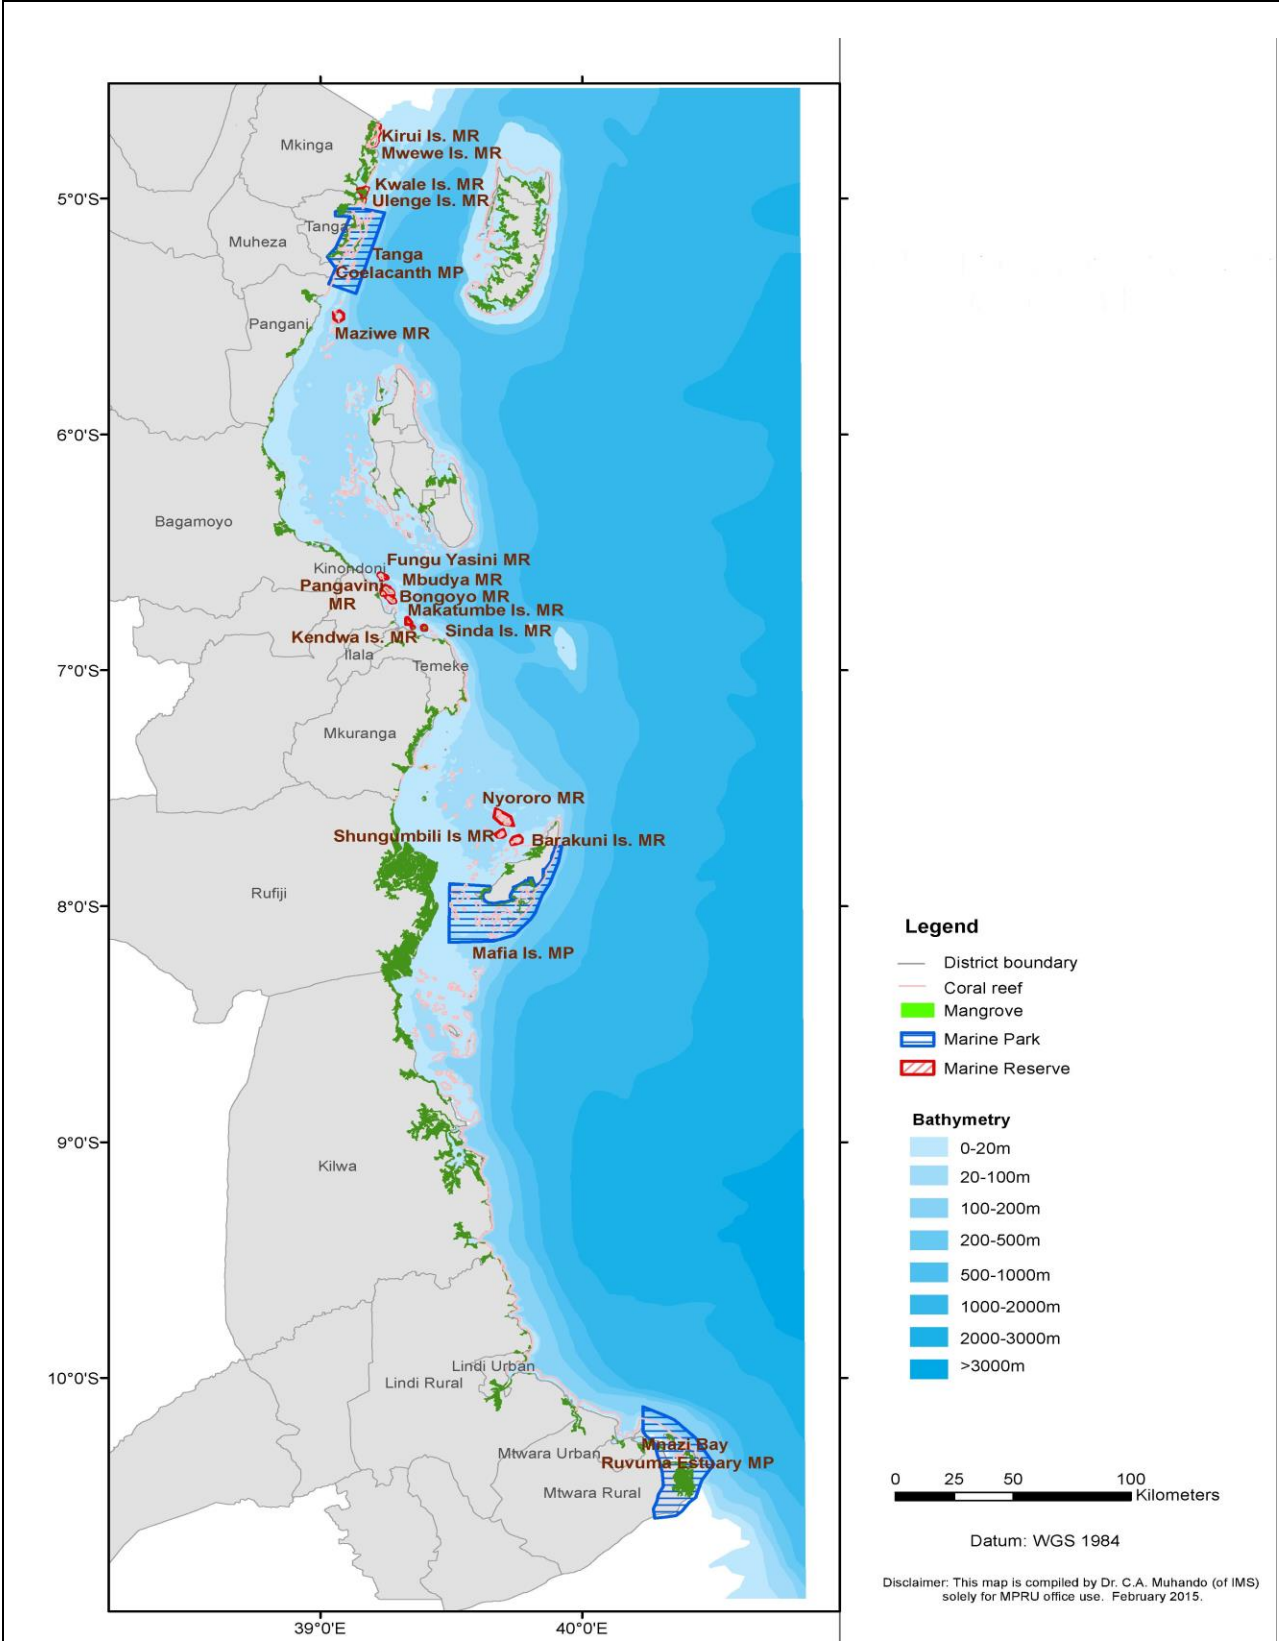 Mkinga
Kirui Is. MR
Mwewe Is. MR
Kwale Is. MR
Ulenge Is. MR
5°0'S
Tanga
Muheza
Tanga
Coelacanth MP
Pangani
Maziwe MR
6°0'S
Bagamoyo
Fungu Yasini MR
Kinondoni
Mbudya MR
Pangavini
MR
Bongoyo MR
Makatumbe Is. MR
Kendwa Is. MR
Sinda Is. MR
Ilala
Temeke
7°0'S
Mkuranga
Nyororo MR
Shungumbili Is MR
Barakuni Is. MR
Rufiji
8°0'S
Mafia Is. MP
9°0'S
Kilwa
Lindi Urban
10°0'S
Lindi Rural
Mnazi Bay
Mtwara Urban
Ruvuma Estuary MP
Mtwara Rural
39°0'E
40°0'E
Legend
District boundary
Coral reef
Mangrove
Marine Park
Marine Reserve
Bathymetry
0-20m
20-100m
100-200m
200-500m
500-1000m
1000-2000m
2000-3000m
>3000m
0 25 50 100
Kilometers
Datum: WGS 1984
Disclaimer: This map is compiled by Dr. C.A. Muhando (of IMS)
solely for MPRU office use. February 2015.